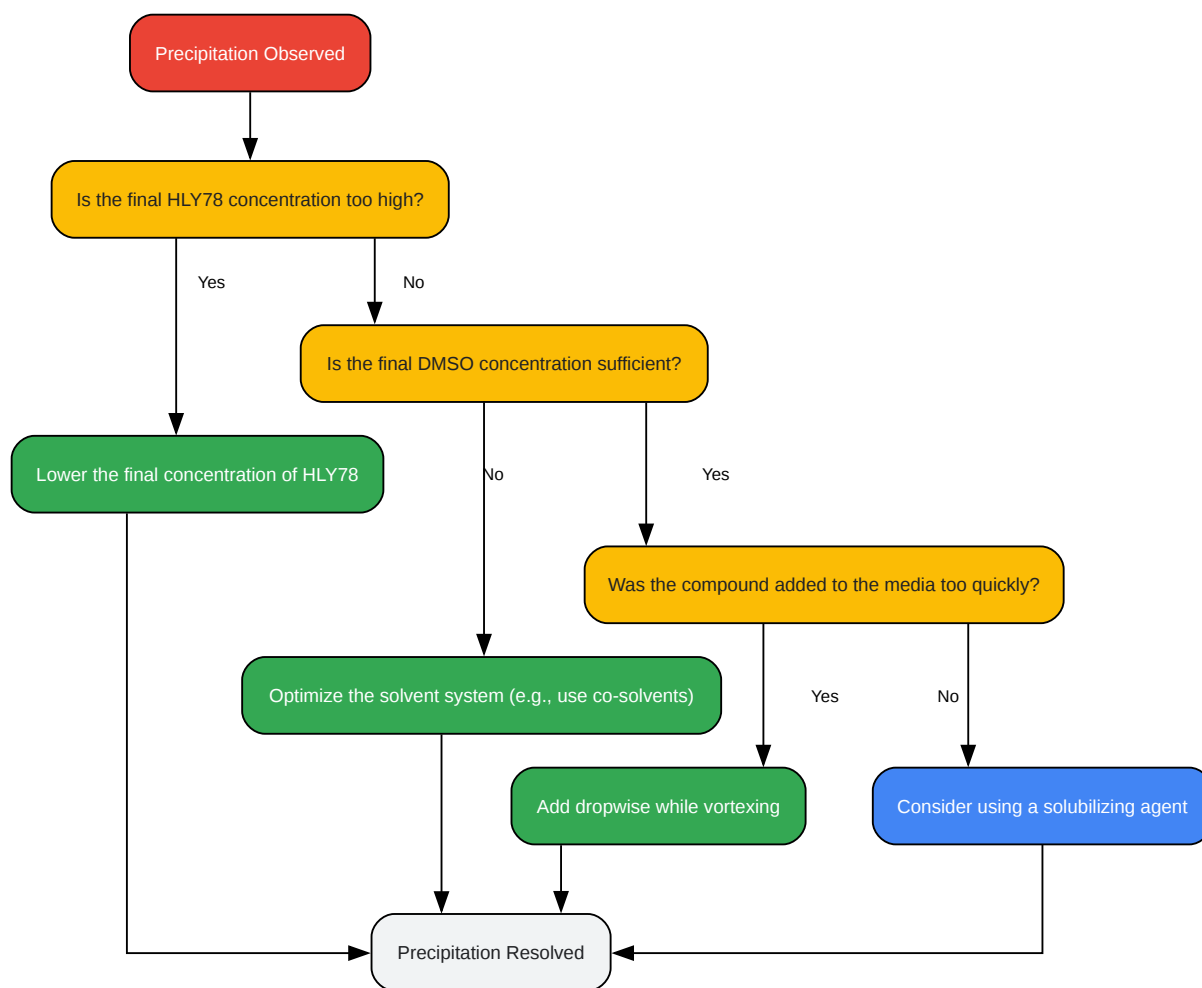 Precipitation Observed
Is the final HLY78 concentration too high?
Yes
No
Is the final DMSO concentration sufficient?
Lower the final concentration of HLY78
No
Yes
Was the compound added to the media too quickly?
Optimize the solvent system (e.g., use co-solvents)
Yes
No
Add dropwise while vortexing
Consider using a solubilizing agent
Precipitation Resolved